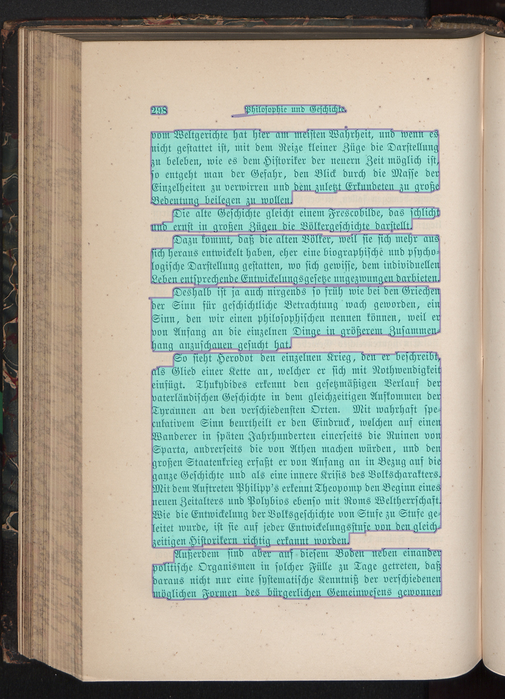 298 Philosophie und Geschichte.
vom Weltgerichte hat hier am meisten Wahrheit, und wenn es
nicht gestattet ist, mit dem Reize kleiner Züge die Darstellung
zu beleben, wie es dem Historiker der neuern Zeit möglich ist,
so entgeht man der Gefahr, den Blick durch die Masse der
Einzelheiten zu verwirren und dem zuletzt Erkundeten zu große
Bedeutung beilegen zu wollen.
Die alte Geschichte gleicht einem Frescobilde, das schlicht
und ernst in großen Zügen die Völkergeschichte darstellt.
Dazu kommt, daß die alten Völker, weil sie sich mehr aus
sich heraus entwickelt haben, eher eine biographische und psycho-
logische Darstellung gestatten, wo sich gewisse, dem individuellen
Leben entsprechende Entwickelungsgesetze ungezwungen darbieten.
Deshalb ist ja auch nirgends so früh wie bei den Griechen
der Sinn für geschichtliche Betrachtung wach geworden, ein
Sinn, den wir einen philosophischen nennen können, weil er
von Anfang an die einzelnen Dinge in größerem Zusammen-
hang anzuschauen gesucht hat.
So sieht Herodot den einzelnen Krieg, den er beschreibt,
als Glied einer Kette an, welcher er sich mit Nothwendigkeit
einfügt. Thukydides erkennt den gesetzmäßigen Verlauf der
vaterländischen Geschichte in dem gleichzeitigen Aufkommen der
Tyrannen an den verschiedensten Orten. Mit wahrhaft spe-
culativem Sinn beurtheilt er den Eindruck, welchen auf einen
Wanderer in späten Jahrhunderten einerseits die Ruinen von
Sparta, andrerseits die von Athen machen würden, und den
großen Staatenkrieg erfaßt er von Anfang an in Bezug auf die
ganze Geschichte und als eine innere Krisis des Volkscharakters.
Mit dem Auftreten Philipp's erkennt Theopomp den Beginn eines
neuen Zeitalters und Polybios ebenso mit Roms Weltherrschaft.
Wie die Entwickelung der Volksgeschichte von Stufe zu Stufe ge-
leitet wurde, ist sie auf jeder Entwickelungsstufe von den gleich-
zeitigen Historikern richtig erkannt worden.
Außerdem sind aber auf diesem Boden neben einander
politische Organismen in solcher Fülle zu Tage getreten, daß
daraus nicht nur eine systematische Kenntniß der verschiedenen
möglichen Formen des bürgerlichen Gemeinwesens gewonnen